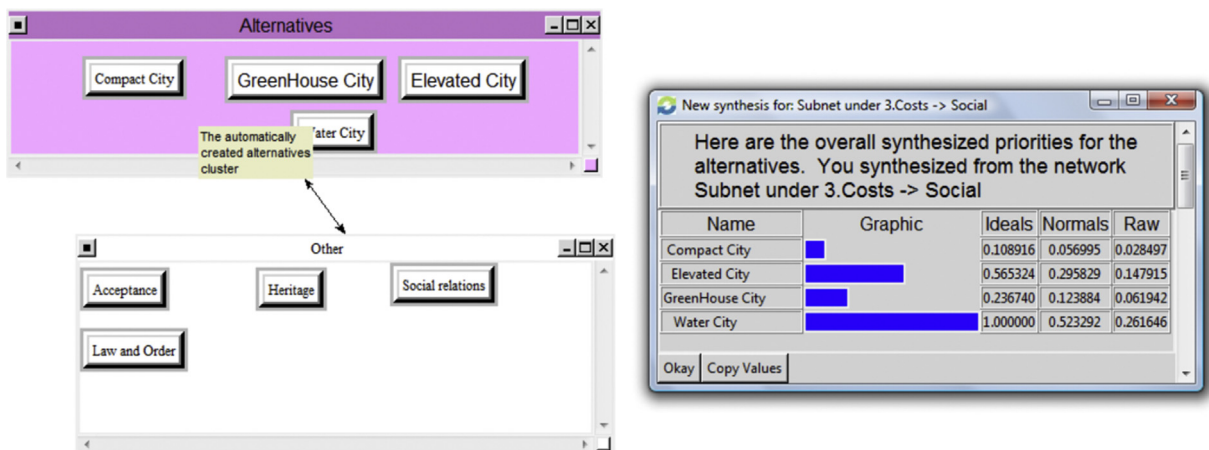 Alternatives
Compact City
GreenHouse City
Elevated City
Water City
The automatically
created alternatives
cluster
Other
Acceptance
Heritage
Social relations
Law and Order
New synthesis for: Subnet under 3.Costs -> Social
Here are the overall synthesized priorities for the
alternatives. You synthesized from the network
Subnet under 3.Costs -> Social
Name Graphic Ideals Normals Raw
Compact City 0.108916 0.056995 0.028497
Elevated City 0.565324 0.295829 0.147915
GreenHouse City 0.236740 0.123884 0.061942
Water City 1.000000 0.523292 0.261646
Okay Copy Values